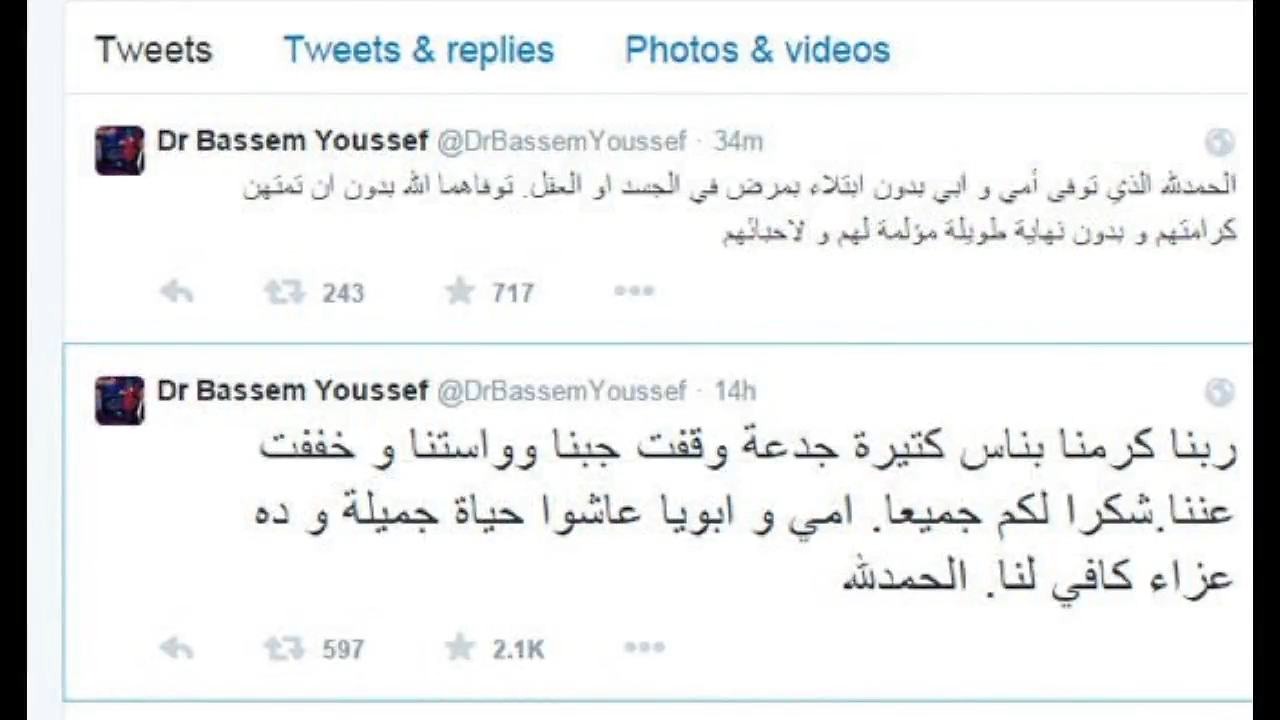 Tweets Tweets & replies Photos & videos
Dr Bassem Youssef @DrBassemYoussef · 34m
الحمدلله الذي توفى أمي و ابي بدون ابتلاء بمرض في الجسد او العقل. توفاهما الله بدون ان تمتهن
كرامتهم و بدون نهاية طويلة مؤلمة لهم و لاحبائهم
243 717
Dr Bassem Youssef @DrBassemYoussef · 14h
ربنا كرمنا بناس كتيرة جدعة وقفت جبنا وواستنا و خففت
عننا.شكرا لكم جميعا. امي و ابويا عاشوا حياة جميلة و ده
عزاء كافي لنا. الحمدلله
597 2.1K